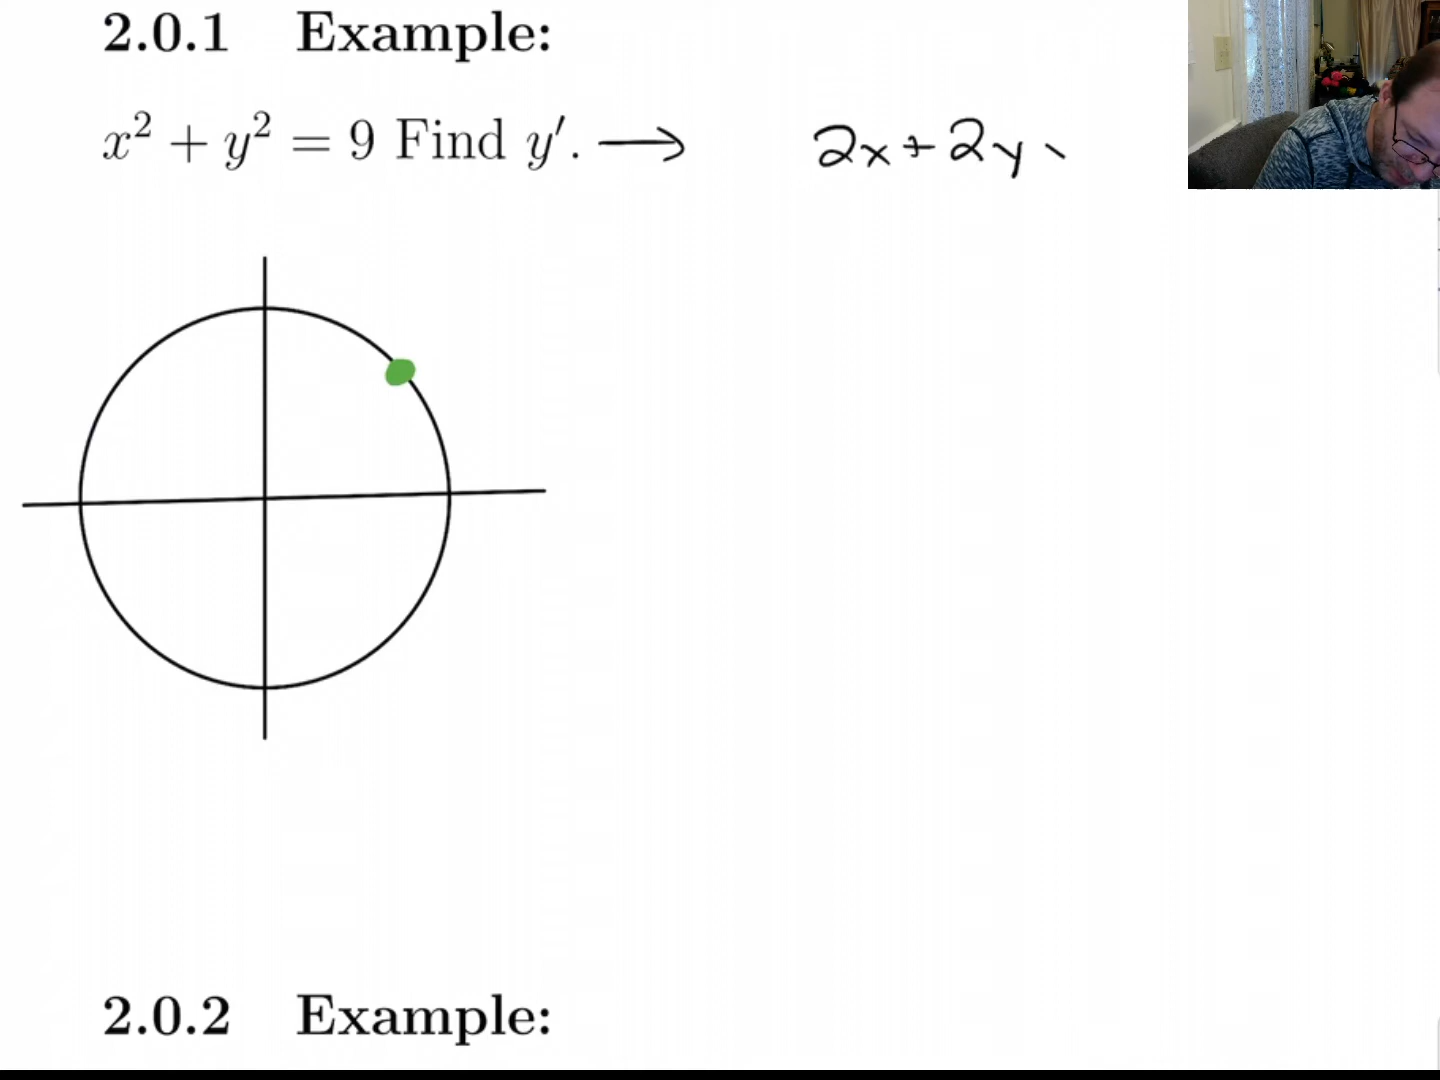 2.0.1 Example:
x² + y² = 9 Find y′. → 2x + 2y
2.0.2 Example: